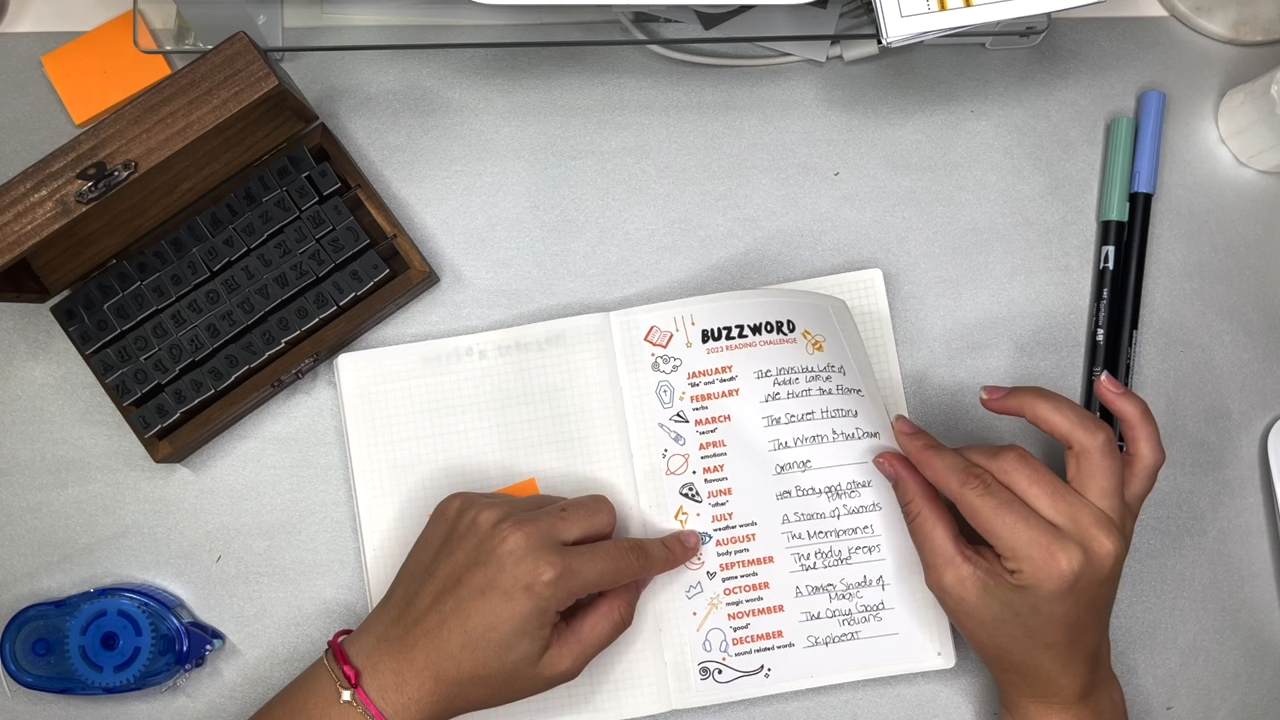 BUZZWORD
2023 READING CHALLENGE
JANUARY
"life" and "death"
The Invisible Life of
Addie LaRue
FEBRUARY
verbs
We Hunt the Flame
MARCH
"secret"
The Secret History
APRIL
emotions
The Wrath & the Dawn
MAY
flavours
Orange
JUNE
"other"
Her Body and other
Parties
JULY
weather words
A Storm of Swords
AUGUST
body parts
The Membranes
SEPTEMBER
game words
The Body Keeps
the Score
OCTOBER
magic words
A Darker Shade of
Magic
NOVEMBER
"good"
The Only Good
Indians
DECEMBER
sound related words
Skipbeat